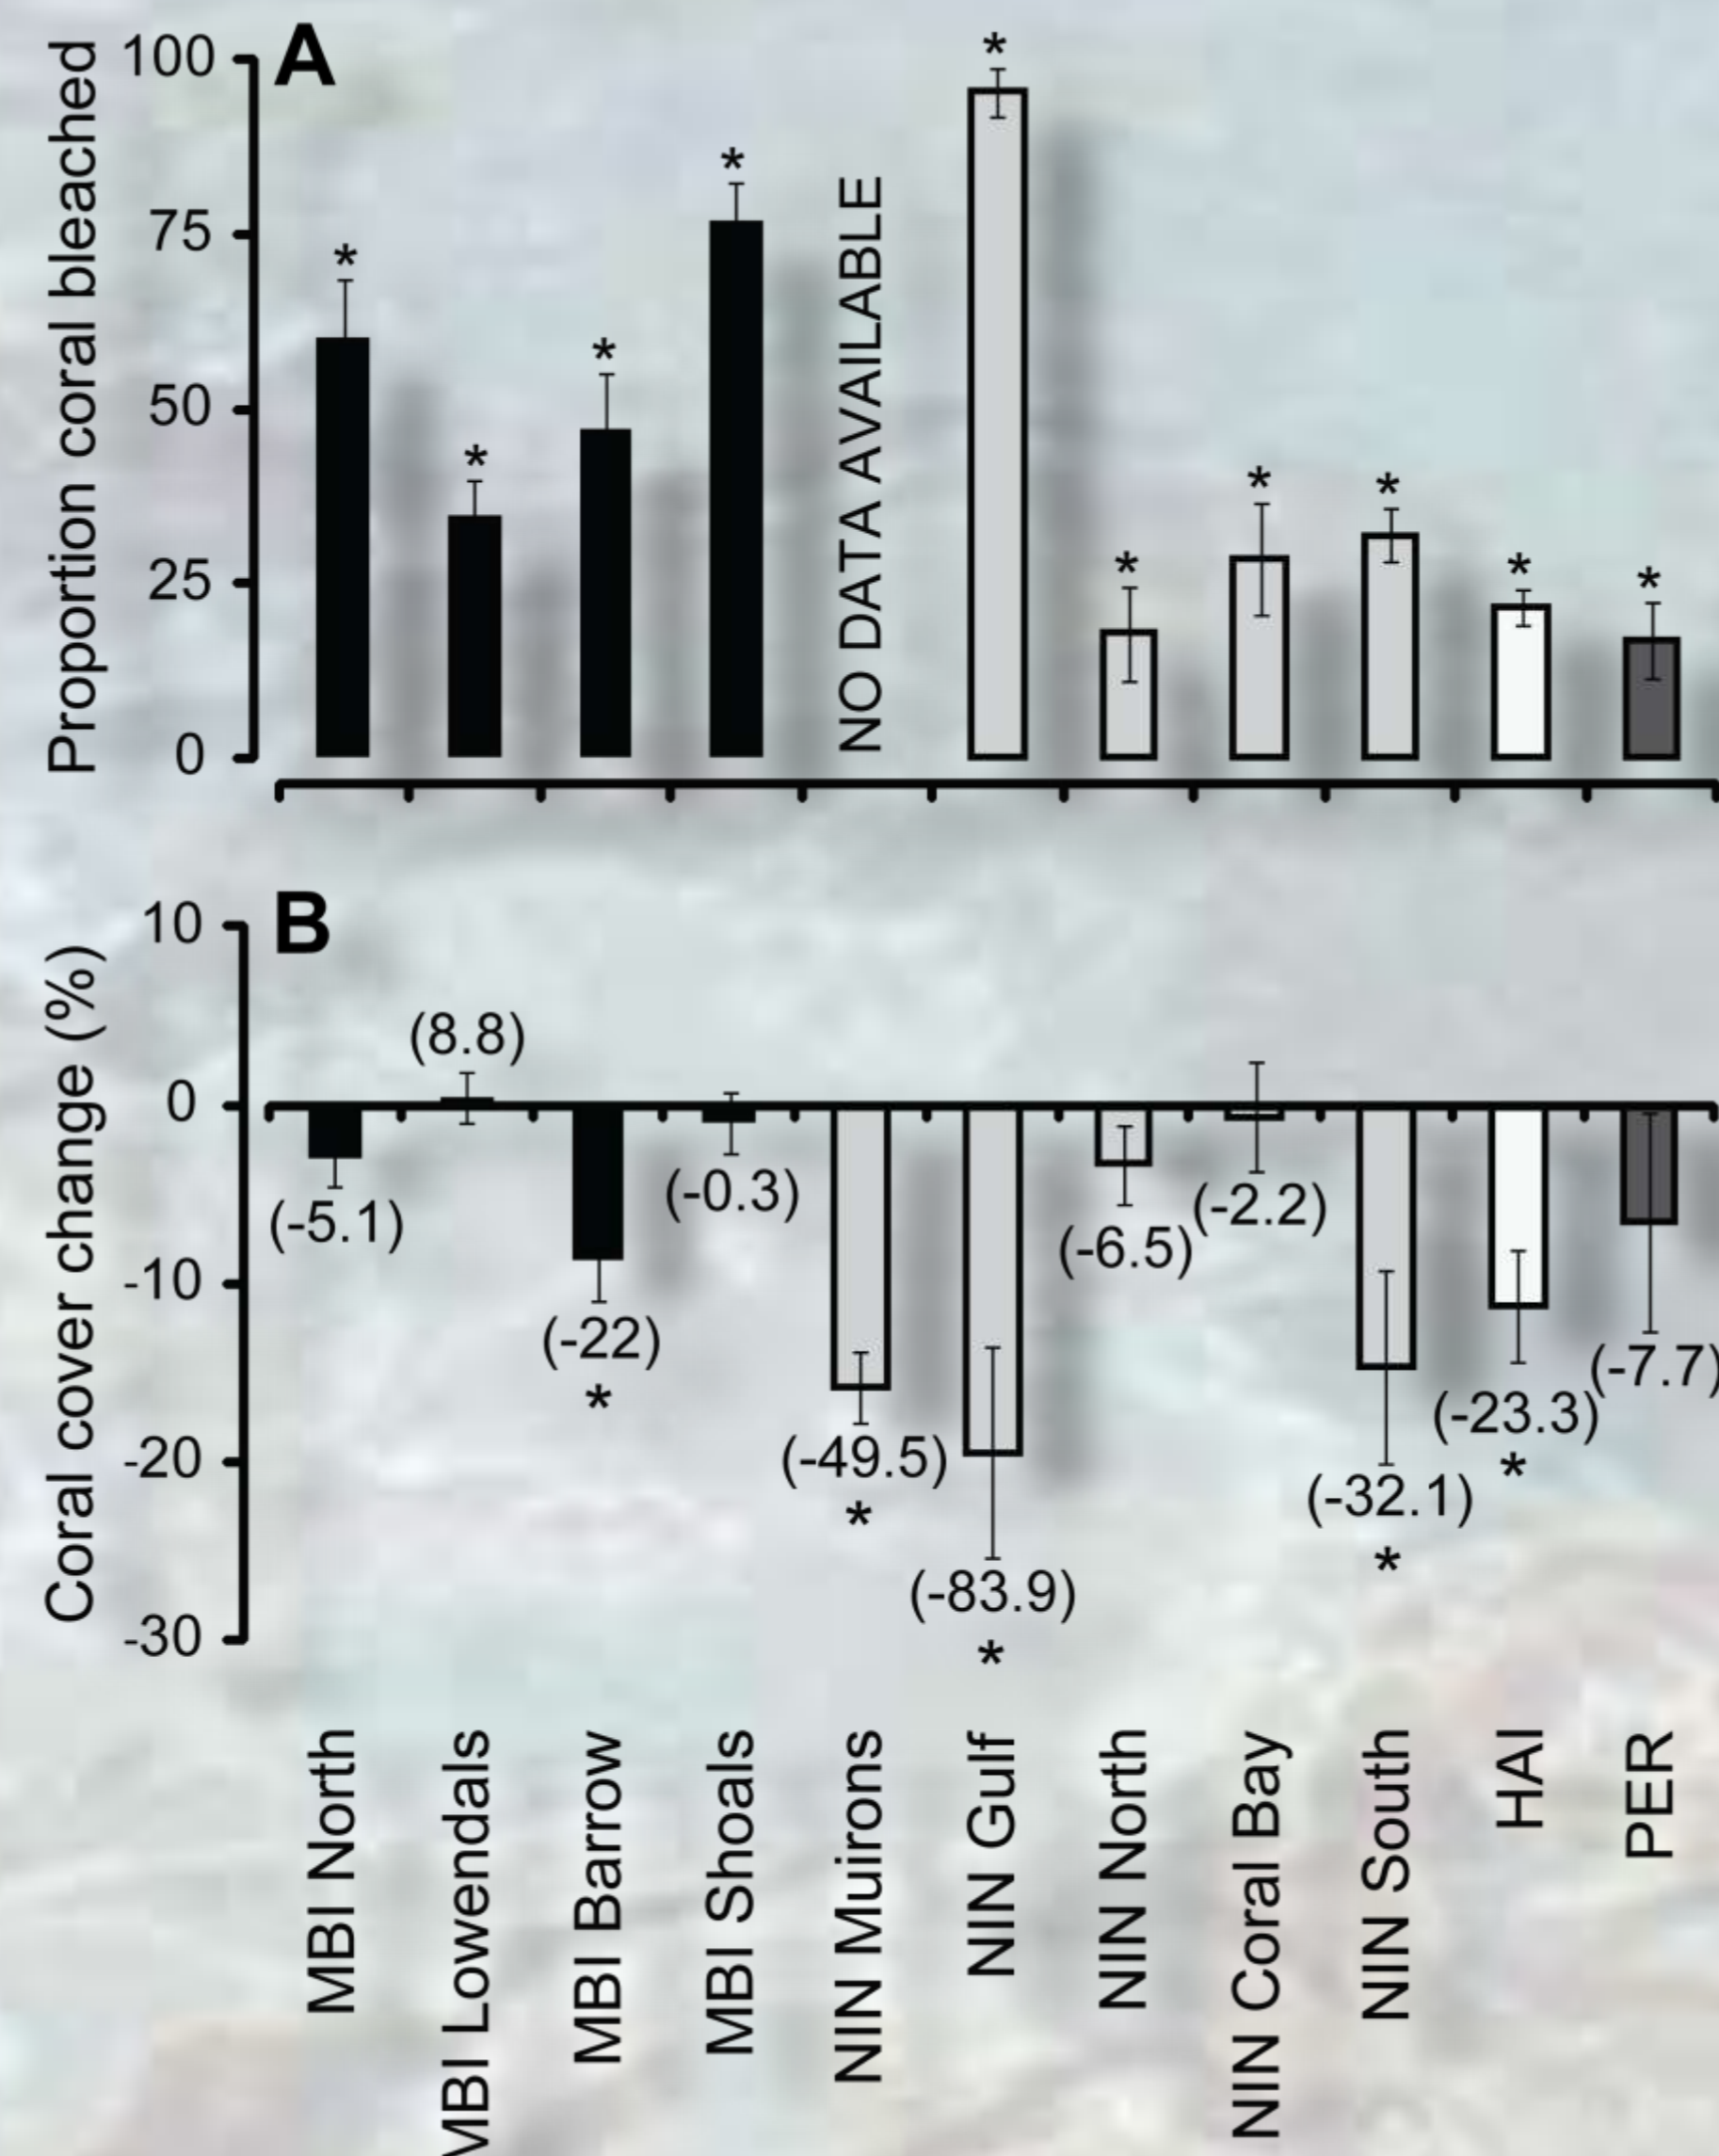 A
Proportion coral bleached
100
75
50
25
0
*
*
*
*
NO DATA AVAILABLE
*
*
*
*
*
*
B
Coral cover change (%)
10
0
-10
-20
-30
(-5.1)
(8.8)
(-22)
*
(-0.3)
(-49.5)
*
(-83.9)
*
(-6.5)
(-2.2)
(-32.1)
*
(-23.3)
*
(-7.7)
MBI North
MBI Lowendals
MBI Barrow
MBI Shoals
NIN Muirons
NIN Gulf
NIN North
NIN Coral Bay
NIN South
HAI
PER